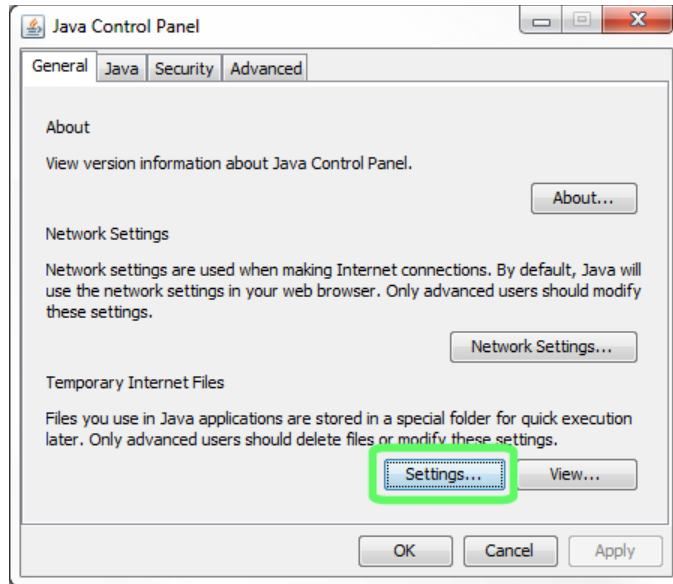 Java Control Panel
General Java Security Advanced
About
View version information about Java Control Panel.
About...
Network Settings
Network settings are used when making Internet connections. By default, Java will
use the network settings in your web browser. Only advanced users should modify
these settings.
Network Settings...
Temporary Internet Files
Files you use in Java applications are stored in a special folder for quick execution
later. Only advanced users should delete files or modify these settings.
Settings... View...
OK Cancel Apply